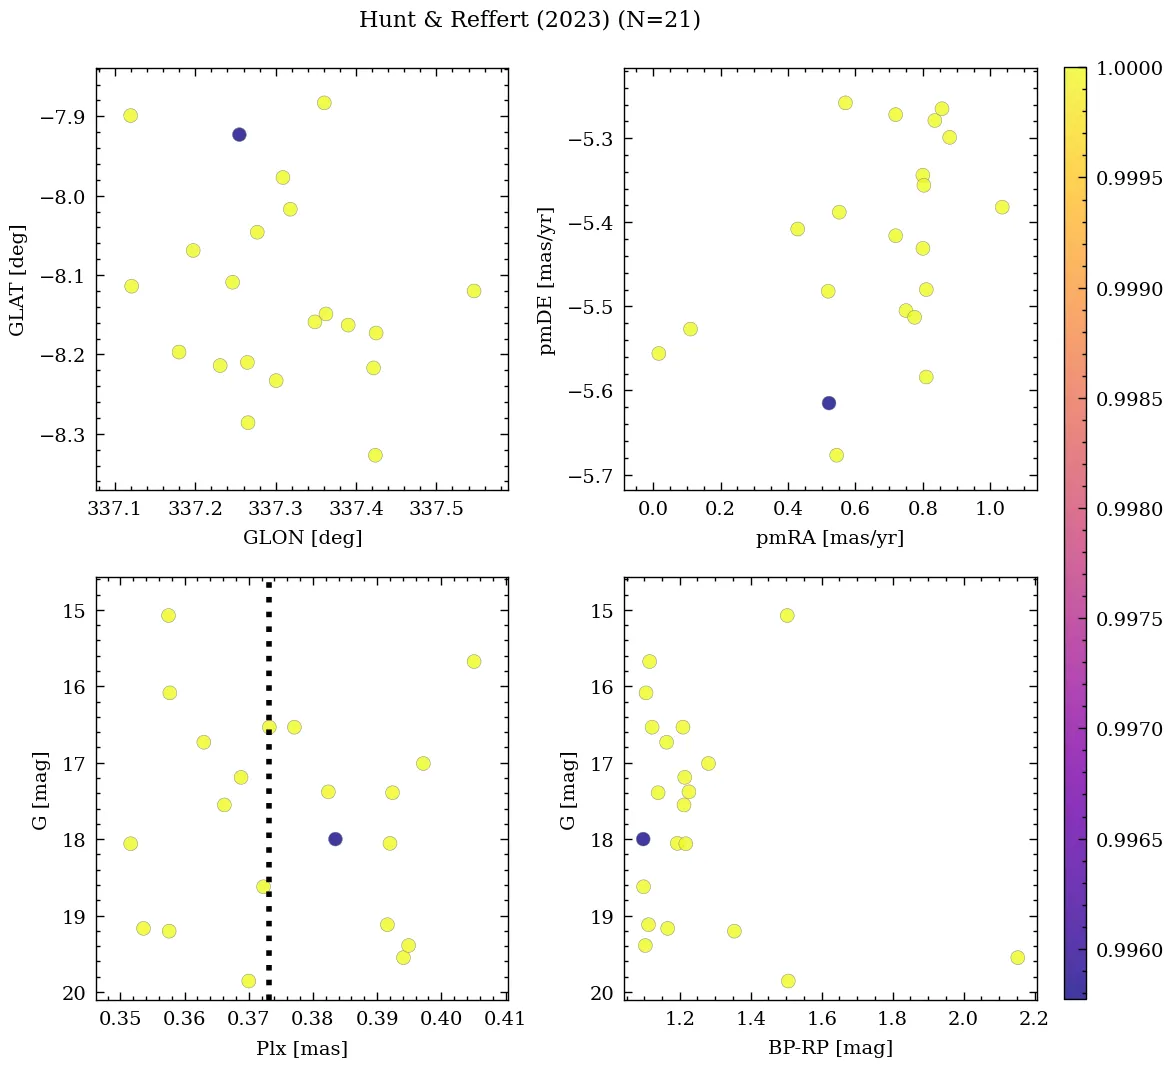 Hunt & Reffert (2023) (N=21)
−7.9
−8.0
−8.1
−8.2
−8.3
GLAT [deg]
337.1 337.2 337.3 337.4 337.5
GLON [deg]
−5.3
−5.4
−5.5
−5.6
−5.7
pmDE [mas/yr]
0.0 0.2 0.4 0.6 0.8 1.0
pmRA [mas/yr]
15
16
17
18
19
20
G [mag]
0.35 0.36 0.37 0.38 0.39 0.40 0.41
Plx [mas]
15
16
17
18
19
20
G [mag]
1.2 1.4 1.6 1.8 2.0 2.2
BP-RP [mag]
1.0000
0.9995
0.9990
0.9985
0.9980
0.9975
0.9970
0.9965
0.9960